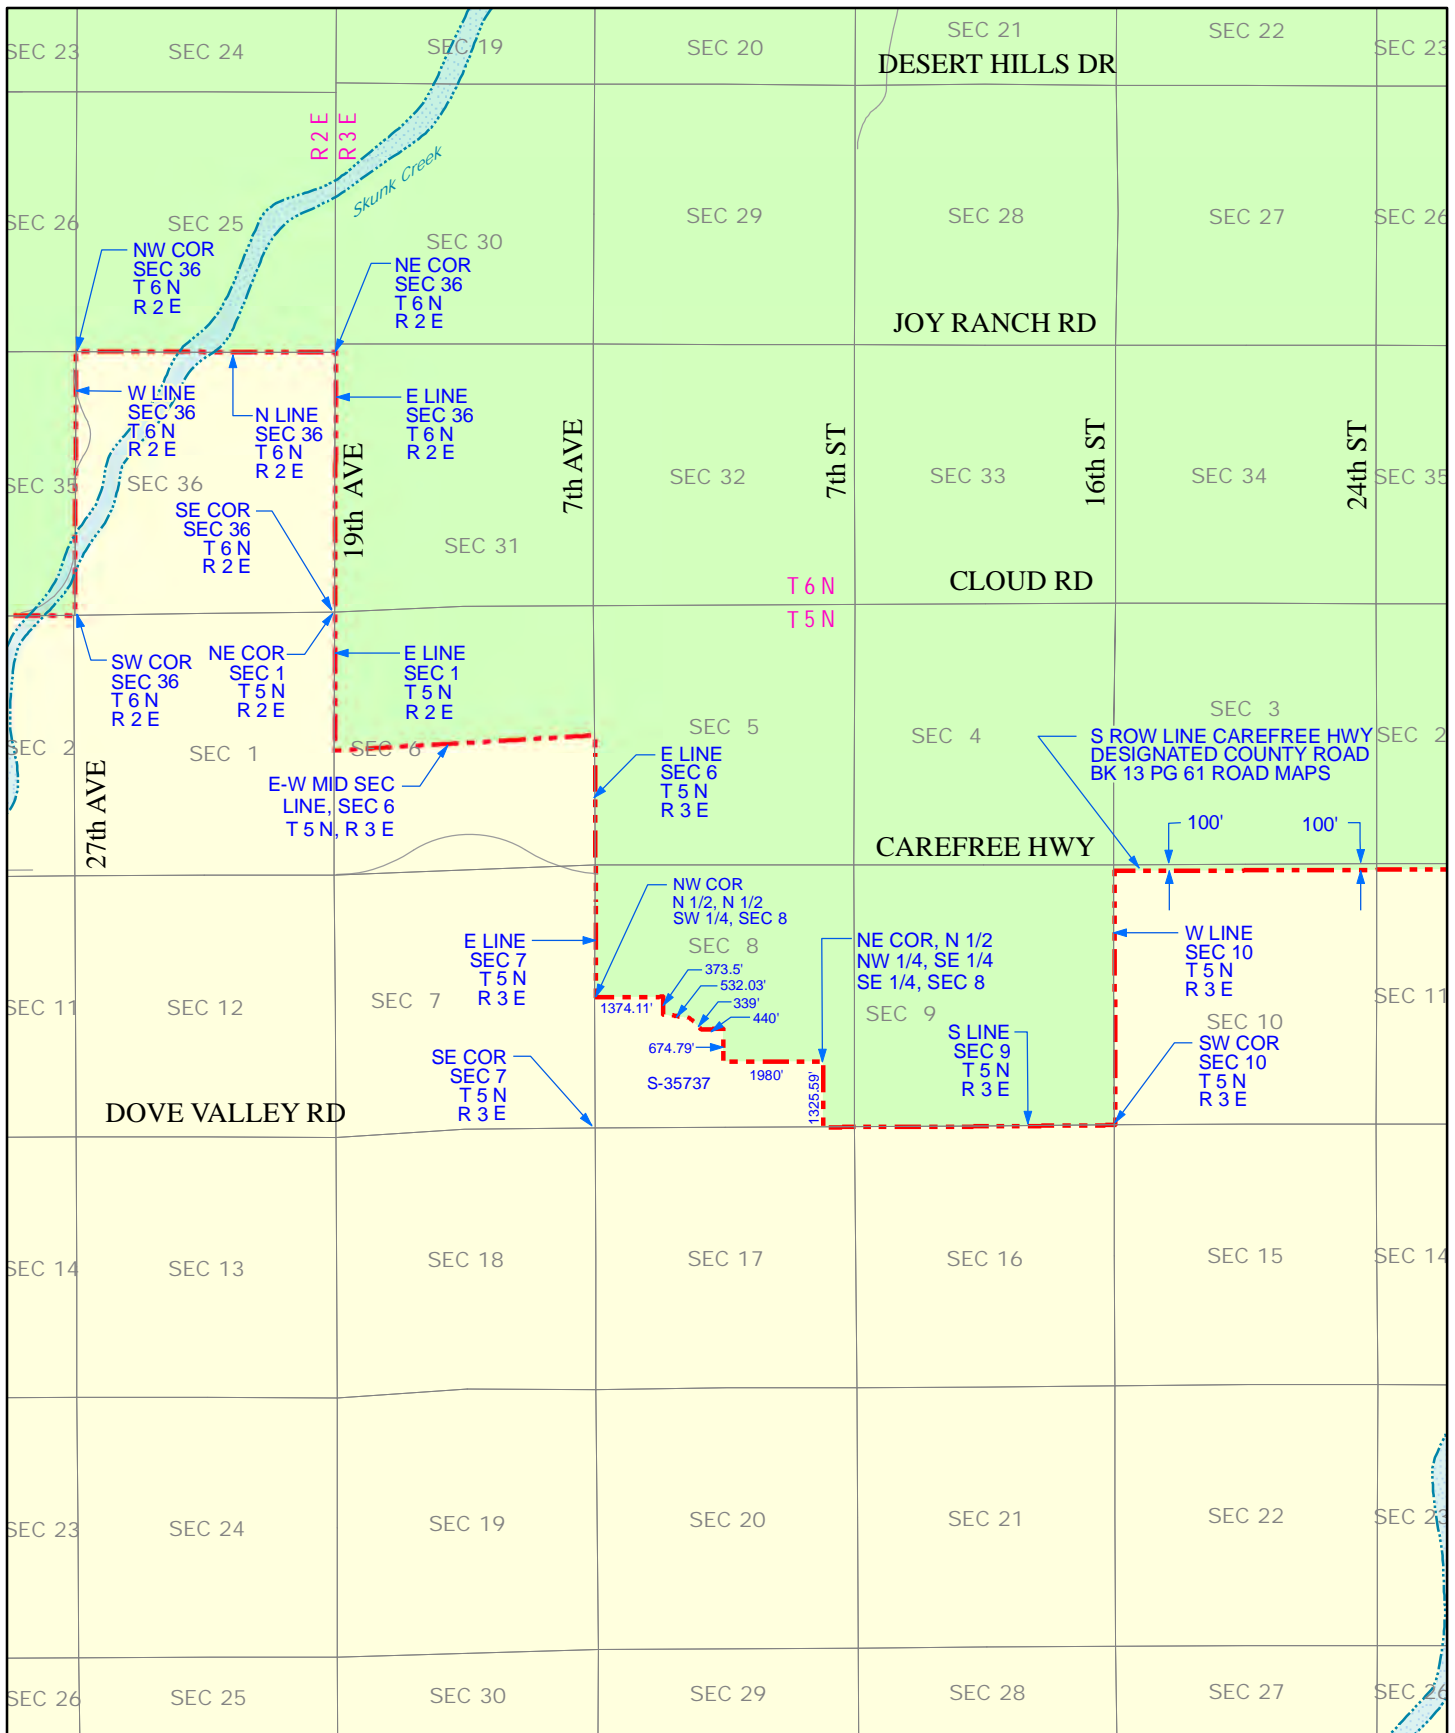 SEC 23
SEC 24
SEC 19
SEC 20
SEC 21
SEC 22
SEC 23
DESERT HILLS DR
R 2 E
R 3 E
Skunk Creek
SEC 26
SEC 25
SEC 30
SEC 29
SEC 28
SEC 27
SEC 26
NW COR
SEC 36
T 6 N
R 2 E
NE COR
SEC 36
T 6 N
R 2 E
JOY RANCH RD
W LINE
SEC 36
T 6 N
R 2 E
N LINE
SEC 36
T 6 N
R 2 E
E LINE
SEC 36
T 6 N
R 2 E
19th AVE
7th AVE
7th ST
16th ST
24th ST
SEC 35
SEC 36
SEC 31
SEC 32
SEC 33
SEC 34
SEC 35
SE COR
SEC 36
T 6 N
R 2 E
T 6 N
T 5 N
CLOUD RD
SW COR
SEC 36
T 6 N
R 2 E
NE COR
SEC 1
T 5 N
R 2 E
E LINE
SEC 1
T 5 N
R 2 E
SEC 2
SEC 1
SEC 6
SEC 5
SEC 4
SEC 3
SEC 2
27th AVE
E-W MID SEC
LINE, SEC 6
T 5 N, R 3 E
E LINE
SEC 6
T 5 N
R 3 E
S ROW LINE CAREFREE HWY
DESIGNATED COUNTY ROAD
BK 13 PG 61 ROAD MAPS
100'
100'
CAREFREE HWY
NW COR
N 1/2, N 1/2
SW 1/4, SEC 8
E LINE
SEC 7
T 5 N
R 3 E
SEC 8
NE COR, N 1/2
NW 1/4, SE 1/4
SE 1/4, SEC 8
W LINE
SEC 10
T 5 N
R 3 E
SEC 11
SEC 12
SEC 7
SEC 9
SEC 10
SEC 11
373.5'
532.03'
339'
440'
1374.11'
674.79'
1980'
1325.59'
S-35737
SE COR
SEC 7
T 5 N
R 3 E
S LINE
SEC 9
T 5 N
R 3 E
SW COR
SEC 10
T 5 N
R 3 E
DOVE VALLEY RD
SEC 14
SEC 13
SEC 18
SEC 17
SEC 16
SEC 15
SEC 14
SEC 23
SEC 24
SEC 19
SEC 20
SEC 21
SEC 22
SEC 23
SEC 26
SEC 25
SEC 30
SEC 29
SEC 28
SEC 27
SEC 26